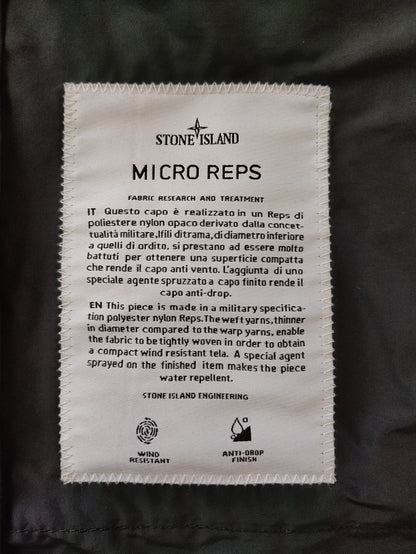 STONE ISLAND
MICRO REPS
FABRIC RESEARCH AND TREATMENT
IT Questo capo è realizzato in un Reps di
poliestere nylon opaco derivato dalla concet-
tualità militare,Ifili ditrama,di diametro inferiore
a quelli di ordito, si prestano ad essere molto
battuti per ottenere una superficie compatta
che rende il capo anti vento. L'aggiunta di uno
speciale agente spruzzato a capo finito rende il
capo anti-drop.
EN This piece is made in a military specifica-
tion polyester nylon Reps.The weft yarns,thinner
in diameter compared to the warp yarns, enable
the fabric to be tightly woven in order to obtain
a compact wind resistant tela. A special agent
sprayed on the finished item makes the piece
water repellent.
STONE ISLAND ENGINEERING
WIND
RESISTANT
ANTI-DROP
FINISH